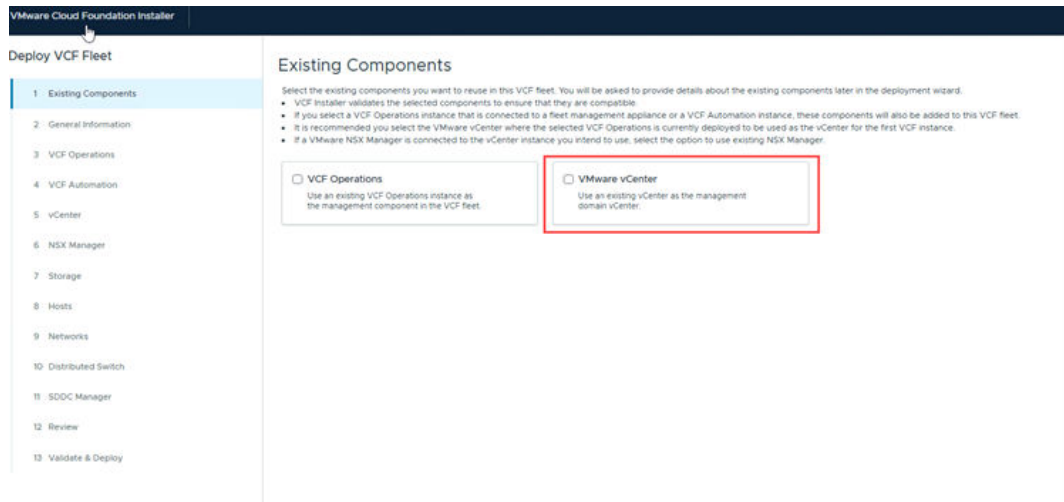 VMware Cloud Foundation Installer
Deploy VCF Fleet
1 Existing Components
2 General Information
3 VCF Operations
4 VCF Automation
5 vCenter
6 NSX Manager
7 Storage
8 Hosts
9 Networks
10 Distributed Switch
11 SDDC Manager
12 Review
13 Validate & Deploy
Existing Components
Select the existing components you want to reuse in this VCF fleet. You will be asked to provide details about the existing components later in the deployment wizard.
• VCF Installer validates the selected components to ensure that they are compatible.
• If you select a VCF Operations instance that is connected to a fleet management appliance or a VCF Automation instance, these components will also be added to this VCF fleet.
• It is recommended you select the VMware vCenter where the selected VCF Operations is currently deployed to be used as the vCenter for the first VCF instance.
• If a VMware NSX Manager is connected to the vCenter instance you intend to use, select the option to use existing NSX Manager.
VCF Operations
Use an existing VCF Operations instance as
the management component in the VCF fleet.
VMware vCenter
Use an existing vCenter as the management
domain vCenter.